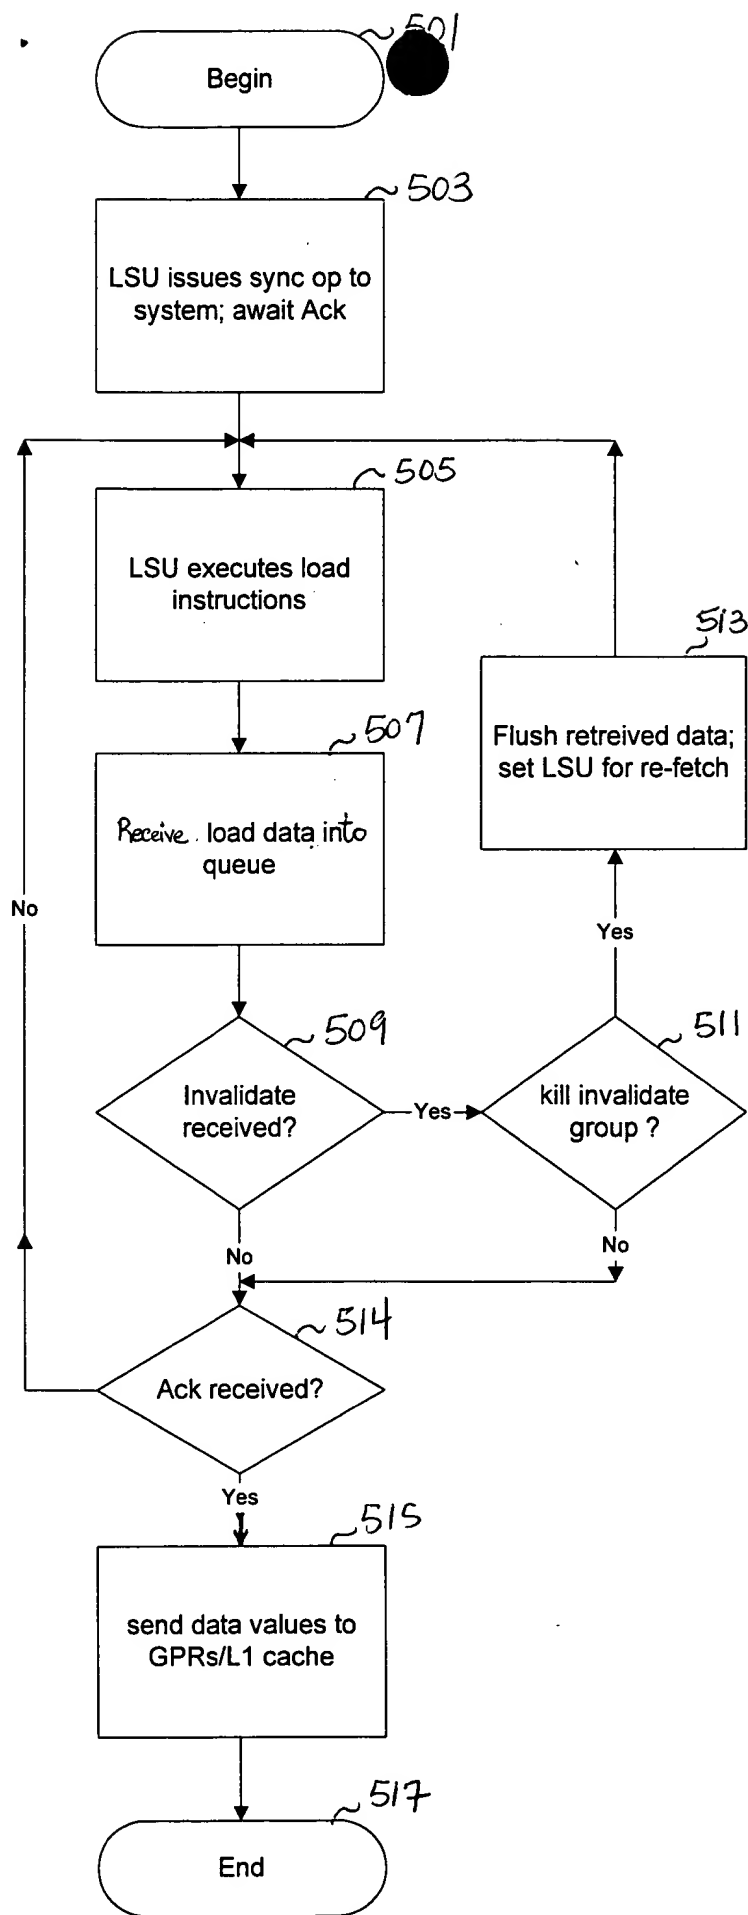 501
Begin
503
LSU issues sync op to
system; await Ack
505
LSU executes load
instructions
513
Flush retreived data;
set LSU for re-fetch
507
Receive load data into
queue
No
Yes
509
511
Invalidate
received?
Yes
kill invalidate
group ?
No
No
514
Ack received?
Yes
515
send data values to
GPRs/L1 cache
517
End